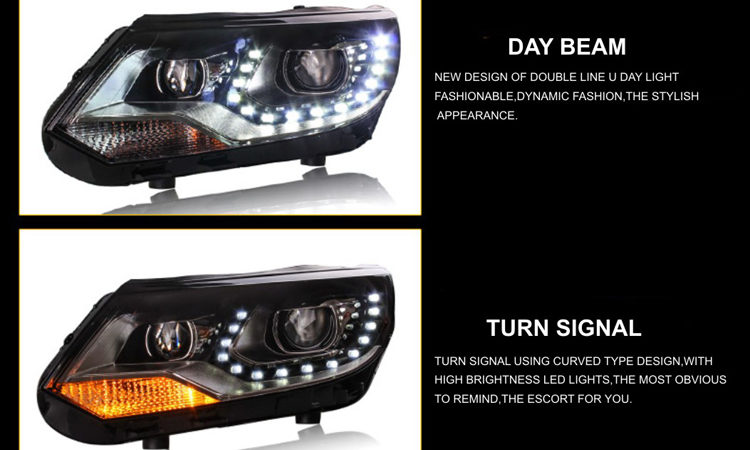 DAY BEAM
NEW DESIGN OF DOUBLE LINE U DAY LIGHT
FASHIONABLE,DYNAMIC FASHION,THE STYLISH
APPEARANCE.
TURN SIGNAL
TURN SIGNAL USING CURVED TYPE DESIGN,WITH
HIGH BRIGHTNESS LED LIGHTS,THE MOST OBVIOUS
TO REMIND,THE ESCORT FOR YOU.